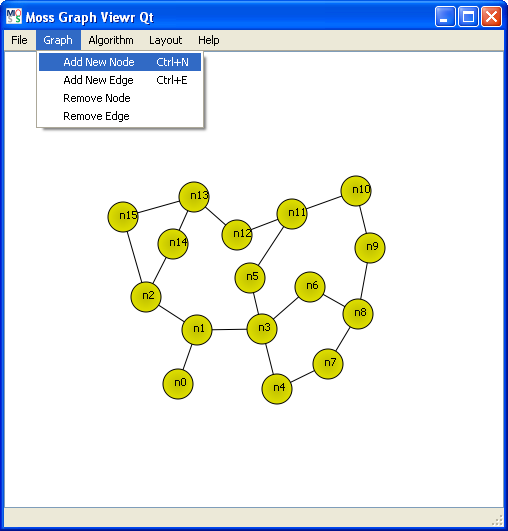 Moss Graph Viewr Qt
File Graph Algorithm Layout Help
Add New Node Ctrl+N
Add New Edge Ctrl+E
Remove Node
Remove Edge
n10
n13
n15
n11
n12
n14
n9
n5
n6
n2
n8
n1
n3
n7
n0
n4